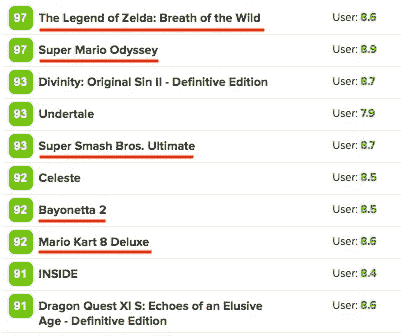 97 The Legend of Zelda: Breath of the Wild User: 8.6
97 Super Mario Odyssey User: 8.9
93 Divinity: Original Sin II - Definitive Edition User: 8.7
93 Undertale User: 7.9
93 Super Smash Bros. Ultimate User: 8.7
92 Celeste User: 8.5
92 Bayonetta 2 User: 8.5
92 Mario Kart 8 Deluxe User: 8.6
91 INSIDE User: 8.4
91 Dragon Quest XI S: Echoes of an Elusive User: 8.6
Age - Definitive Edition